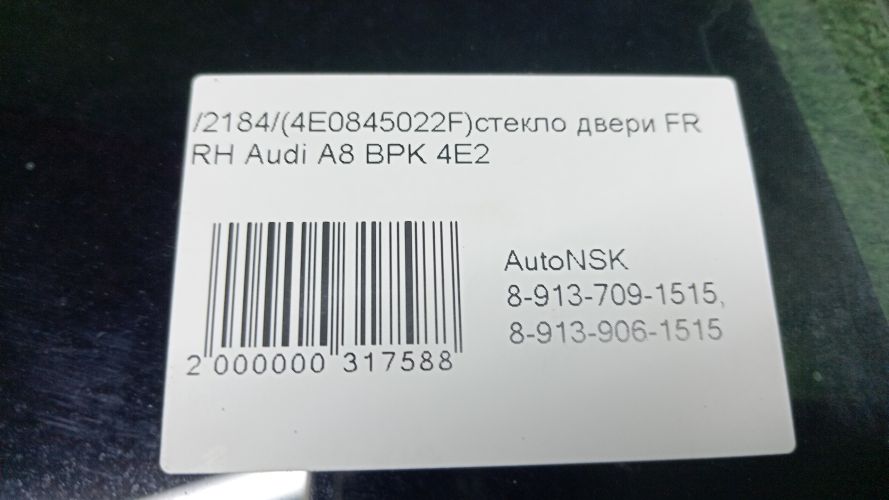 /2184/(4E0845022F)стекло двери FR
RH Audi A8 BPK 4E2
AutoNSK
8-913-709-1515,
8-913-906-1515
2 000000 317588